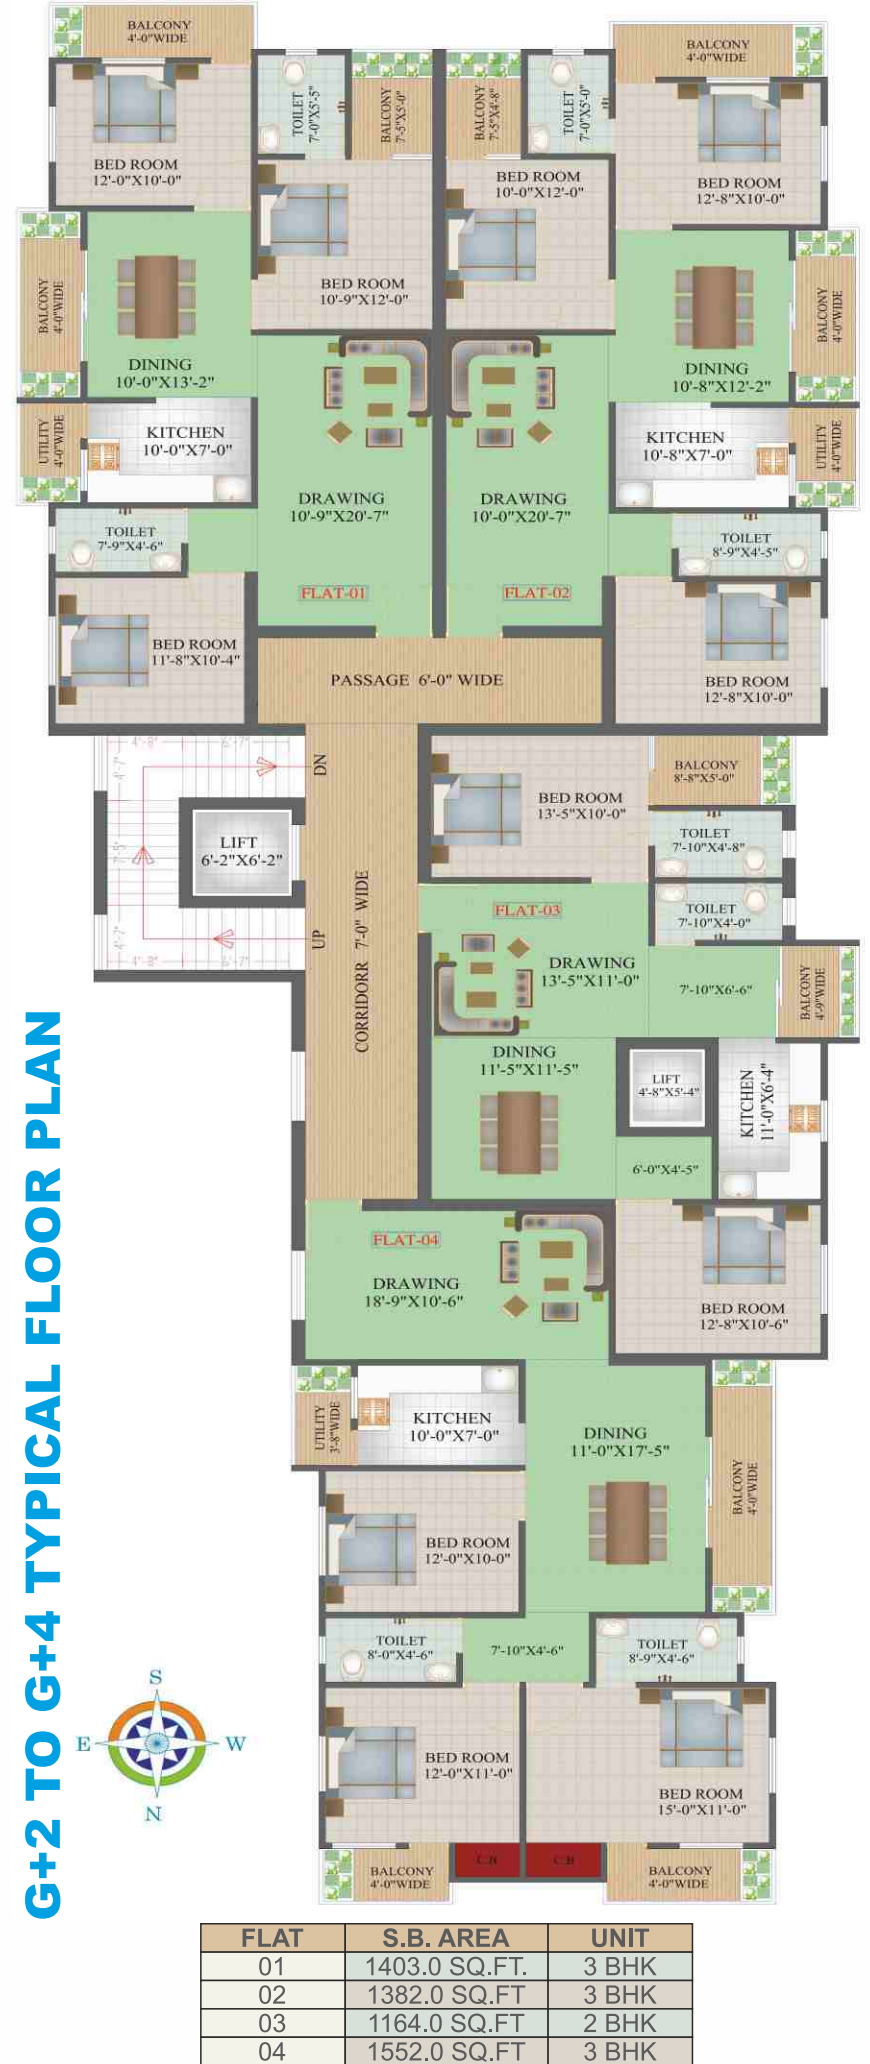 BALCONY
4'-0"WIDE
BALCONY
4'-0"WIDE
TOILET
7'-0"X5'-5"
BALCONY
7'-5"X5'-0"
BALCONY
7'-5"X4'-8"
TOILET
7'-0"X5'-0"
BED ROOM
12'-0"X10'-0"
BED ROOM
10'-0"X12'-0"
BED ROOM
12'-8"X10'-0"
BED ROOM
10'-9"X12'-0"
BALCONY
4'-0"WIDE
BALCONY
4'-0"WIDE
DINING
10'-0"X13'-2"
DINING
10'-8"X12'-2"
UTILITY
4'-0"WIDE
KITCHEN
10'-0"X7'-0"
KITCHEN
10'-8"X7'-0"
UTILITY
4'-0"WIDE
DRAWING
10'-9"X20'-7"
DRAWING
10'-0"X20'-7"
TOILET
7'-9"X4'-6"
TOILET
8'-9"X4'-5"
FLAT-01
FLAT-02
BED ROOM
11'-8"X10'-4"
PASSAGE 6'-0" WIDE
BED ROOM
12'-8"X10'-0"
4'-8"
6'-7"
4'-7"
DN
BALCONY
8'-8"X5'-0"
BED ROOM
13'-5"X10'-0"
LIFT
6'-2"X6'-2"
7'-5"
TOILET
7'-10"X4'-8"
CORRIDORR 7'-0" WIDE
UP
FLAT-03
TOILET
7'-10"X4'-0"
4'-7"
4'-8"
6'-7"
DRAWING
13'-5"X11'-0"
7'-10"X6'-6"
BALCONY
4'-9"WIDE
DINING
11'-5"X11'-5"
LIFT
4'-8"X5'-4"
KITCHEN
11'-0"X6'-4"
6'-0"X4'-5"
FLAT-04
DRAWING
18'-9"X10'-6"
BED ROOM
12'-8"X10'-6"
UTILITY
3'-8"WIDE
KITCHEN
10'-0"X7'-0"
DINING
11'-0"X17'-5"
BALCONY
4'-0"WIDE
BED ROOM
12'-0"X10-0"
TOILET
8'-0"X4'-6"
7'-10"X4'-6"
TOILET
8'-9"X4'-6"
BED ROOM
12'-0"X11'-0"
BED ROOM
15'-0"X11'-0"
C.B
C.B
BALCONY
4'-0"WIDE
BALCONY
4'-0"WIDE
G+2 TO G+4 TYPICAL FLOOR PLAN
S
E W
N
FLAT S.B. AREA UNIT
01 1403.0 SQ.FT. 3 BHK
02 1382.0 SQ.FT 3 BHK
03 1164.0 SQ.FT 2 BHK
04 1552.0 SQ.FT 3 BHK